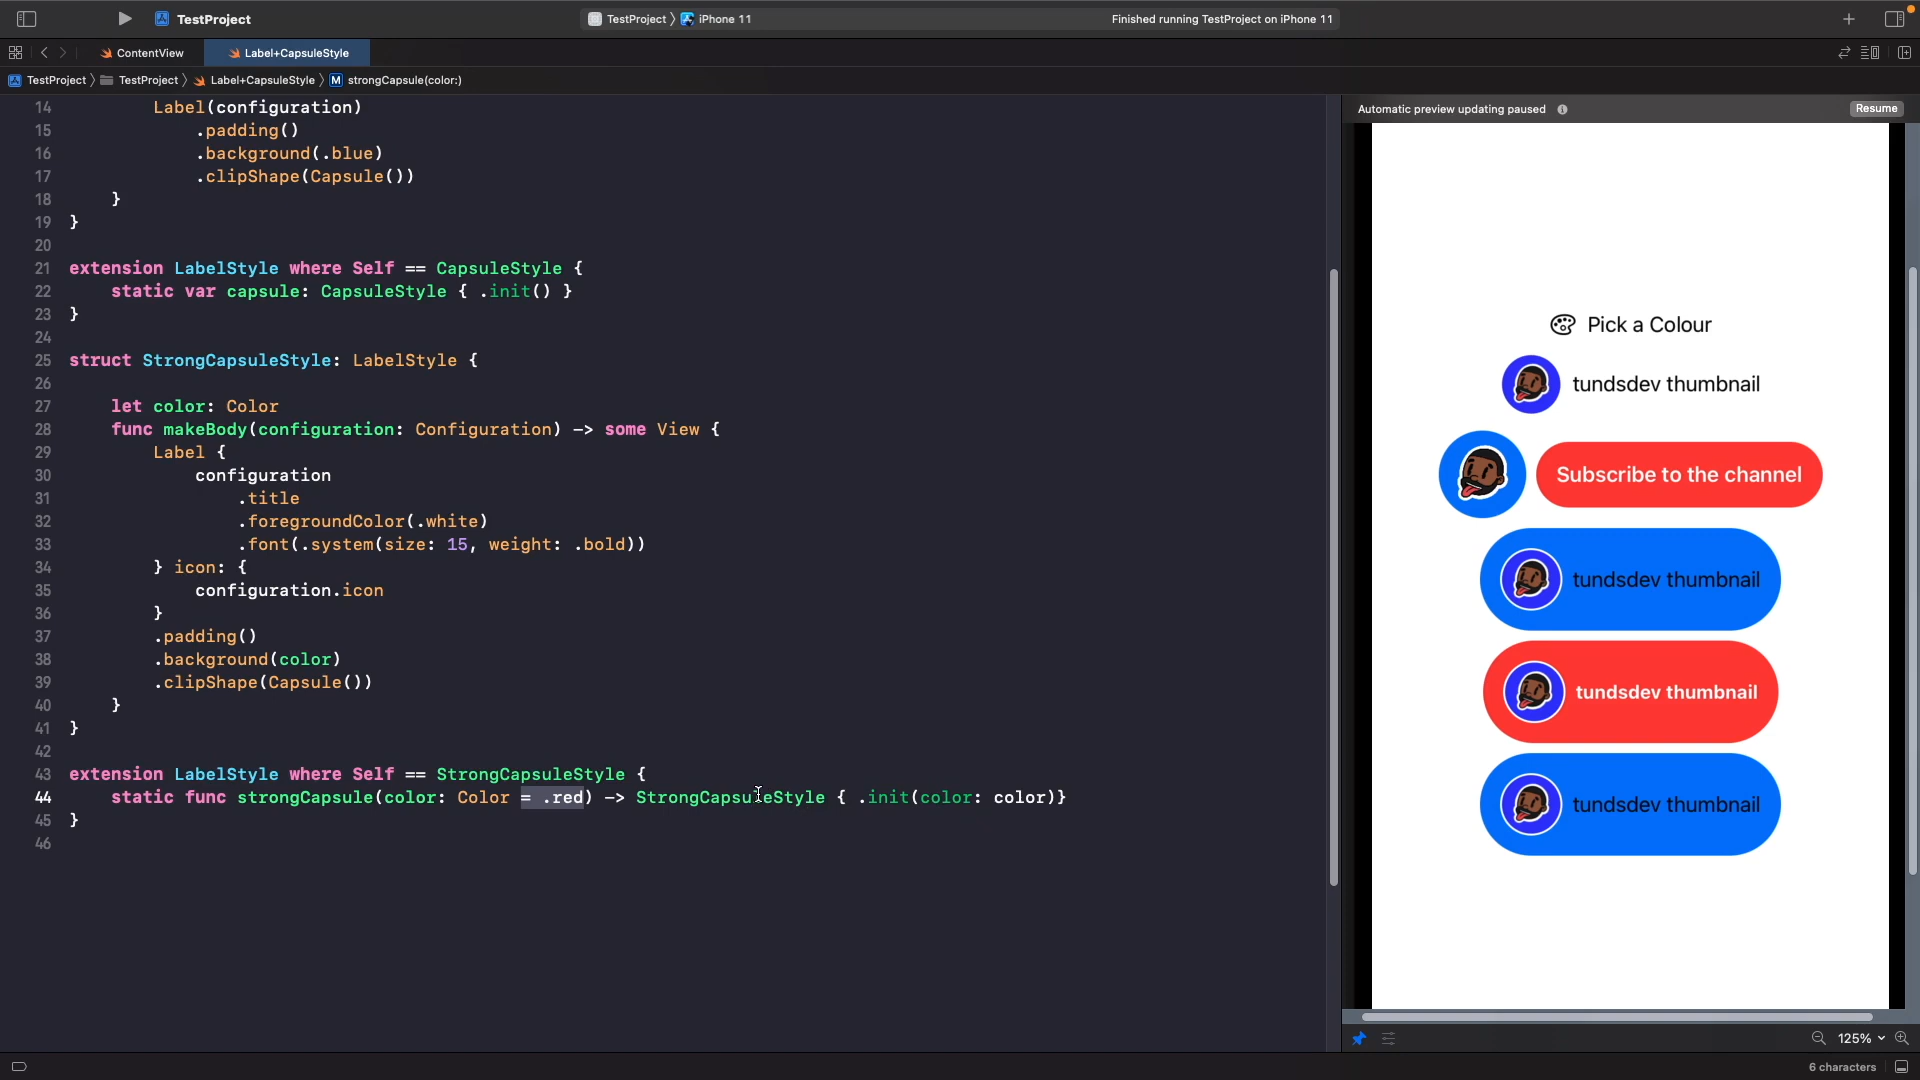 TestProject
TestProject 〉 iPhone 11
Finished running TestProject on iPhone 11
ContentView
Label+CapsuleStyle
TestProject 〉 TestProject 〉 Label+CapsuleStyle 〉 M strongCapsule(color:)
14 Label(configuration)
15 .padding()
16 .background(.blue)
17 .clipShape(Capsule())
18 }
19 }
20
21 extension LabelStyle where Self == CapsuleStyle {
22 static var capsule: CapsuleStyle { .init() }
23 }
24
25 struct StrongCapsuleStyle: LabelStyle {
26
27 let color: Color
28 func makeBody(configuration: Configuration) -> some View {
29 Label {
30 configuration
31 .title
32 .foregroundColor(.white)
33 .font(.system(size: 15, weight: .bold))
34 } icon: {
35 configuration.icon
36 }
37 .padding()
38 .background(color)
39 .clipShape(Capsule())
40 }
41 }
42
43 extension LabelStyle where Self == StrongCapsuleStyle {
44 static func strongCapsule(color: Color = .red) -> StrongCapsuleStyle { .init(color: color)}
45 }
46
Automatic preview updating paused
Resume
Pick a Colour
tundsdev thumbnail
Subscribe to the channel
tundsdev thumbnail
tundsdev thumbnail
tundsdev thumbnail
125%
6 characters